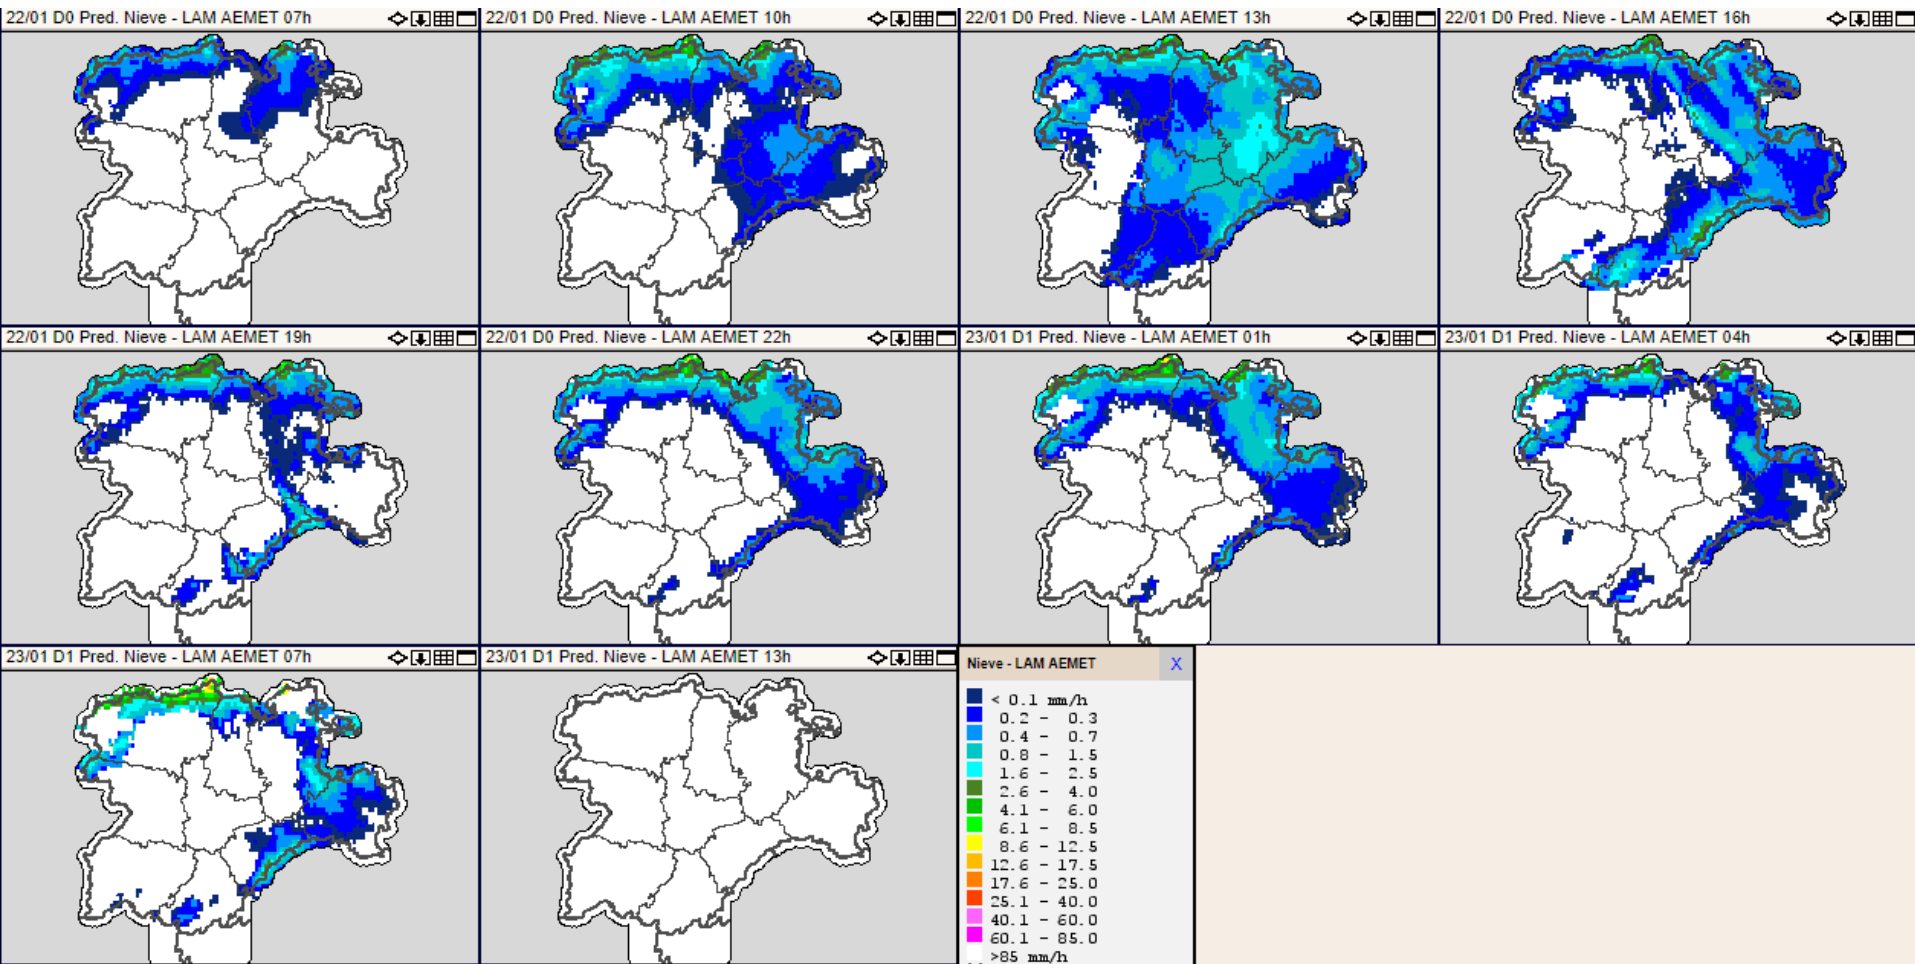 22/01 D0 Pred. Nieve - LAM AEMET 07h
22/01 D0 Pred. Nieve - LAM AEMET 10h
22/01 D0 Pred. Nieve - LAM AEMET 13h
22/01 D0 Pred. Nieve - LAM AEMET 16h
22/01 D0 Pred. Nieve - LAM AEMET 19h
22/01 D0 Pred. Nieve - LAM AEMET 22h
23/01 D1 Pred. Nieve - LAM AEMET 01h
23/01 D1 Pred. Nieve - LAM AEMET 04h
23/01 D1 Pred. Nieve - LAM AEMET 07h
23/01 D1 Pred. Nieve - LAM AEMET 13h
Nieve - LAM AEMET X
< 0.1 mm/h
0.2 - 0.3
0.4 - 0.7
0.8 - 1.5
1.6 - 2.5
2.6 - 4.0
4.1 - 6.0
6.1 - 8.5
8.6 - 12.5
12.6 - 17.5
17.6 - 25.0
25.1 - 40.0
40.1 - 60.0
60.1 - 85.0
>85 mm/h